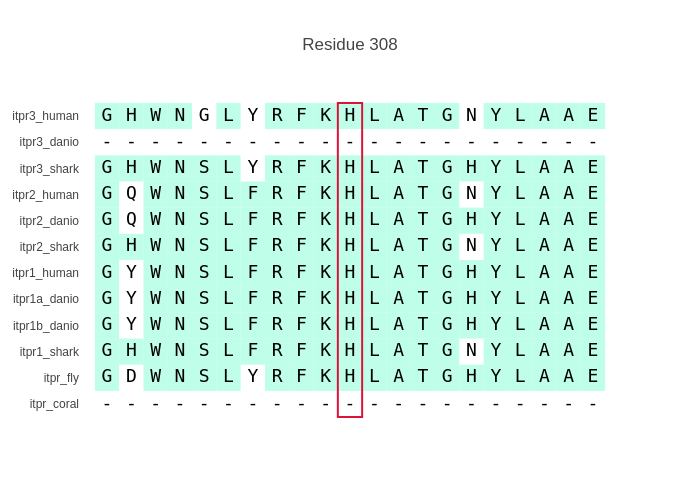 Residue 308
itpr3_human G H W N G L Y R F K H L A T G N Y L A A E
itpr3_danio - - - - - - - - - - - - - - - - - - - - -
itpr3_shark G H W N S L Y R F K H L A T G H Y L A A E
itpr2_human G Q W N S L F R F K H L A T G N Y L A A E
itpr2_danio G Q W N S L F R F K H L A T G H Y L A A E
itpr2_shark G H W N S L F R F K H L A T G N Y L A A E
itpr1_human G Y W N S L F R F K H L A T G H Y L A A E
itpr1a_danio G Y W N S L F R F K H L A T G H Y L A A E
itpr1b_danio G Y W N S L F R F K H L A T G H Y L A A E
itpr1_shark G H W N S L F R F K H L A T G N Y L A A E
itpr_fly G D W N S L Y R F K H L A T G H Y L A A E
itpr_coral - - - - - - - - - - - - - - - - - - - - -